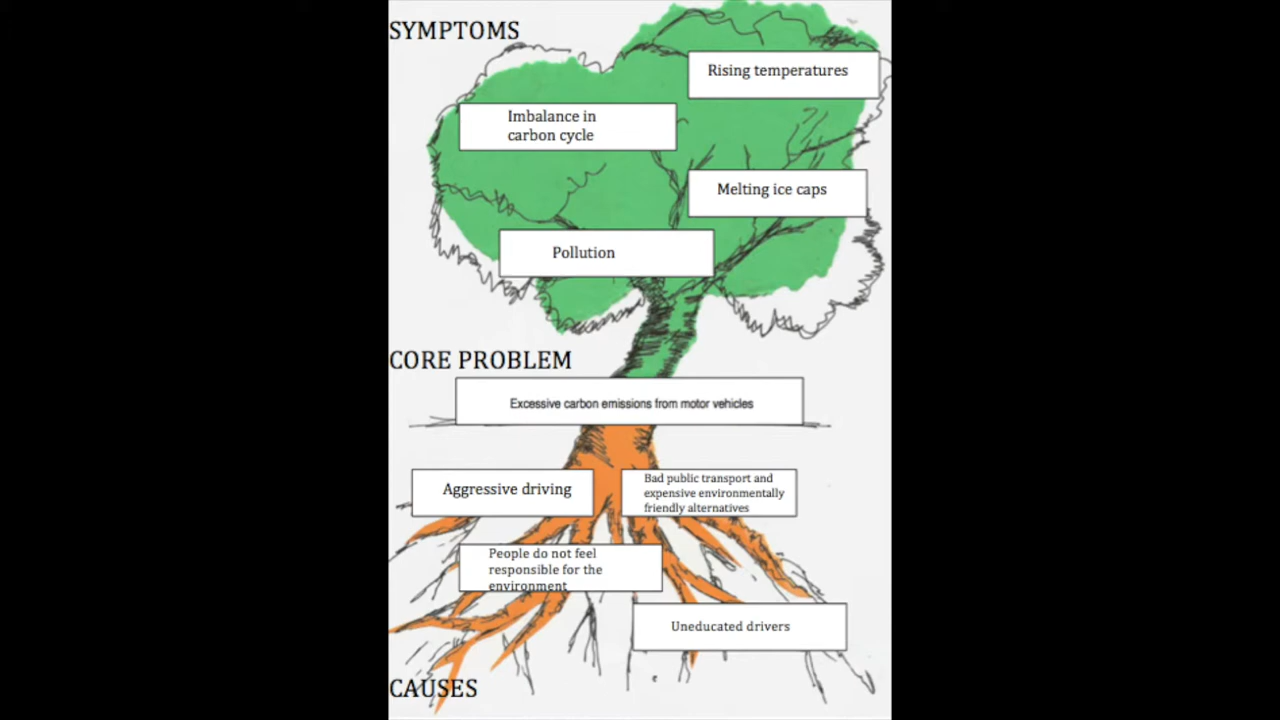 SYMPTOMS
Rising temperatures
Imbalance in
carbon cycle
Melting ice caps
Pollution
CORE PROBLEM
Excessive carbon emissions from motor vehicles
Aggressive driving
Bad public transport and
expensive environmentally
friendly alternatives
People do not feel
responsible for the
environment
Uneducated drivers
CAUSES